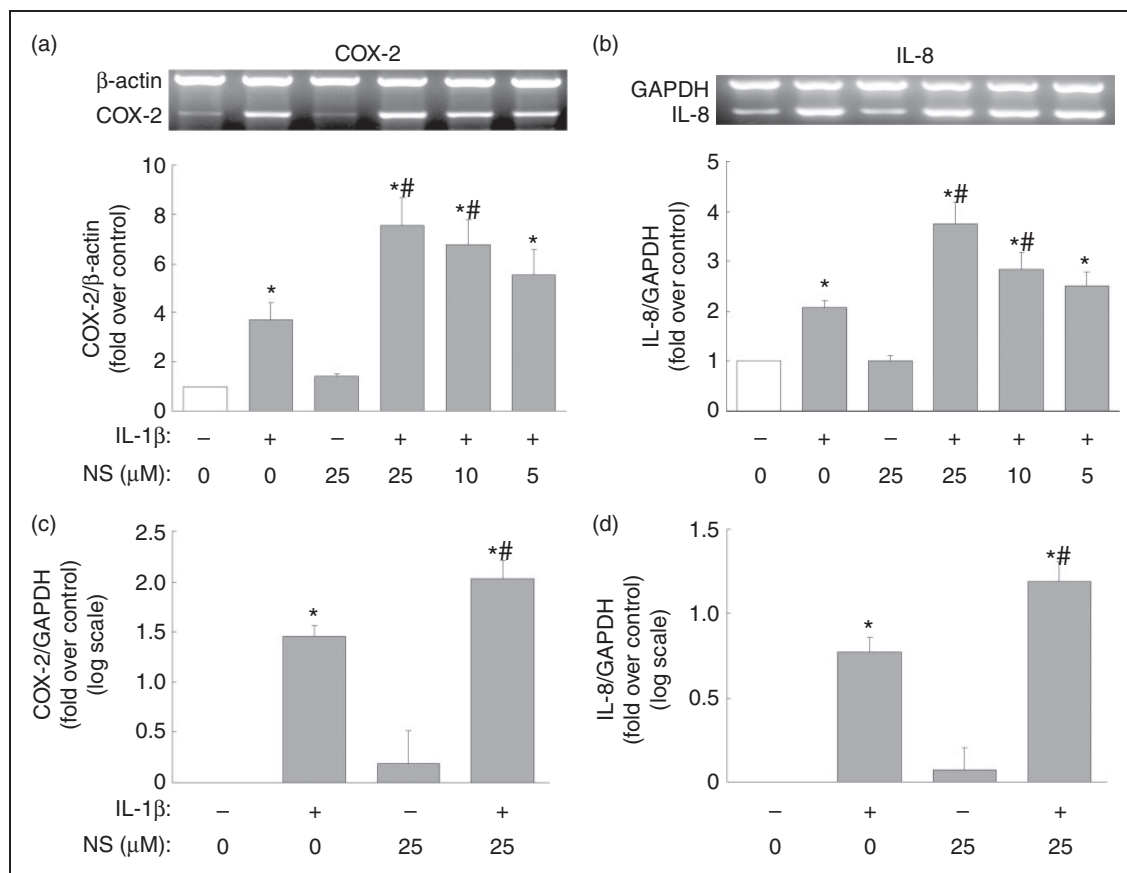 (a)
COX-2
β-actin
COX-2
COX-2/β-actin
(fold over control)
10
8
6
4
2
0
*
*#
*#
*
IL-1β: – + – + + +
NS (μM): 0 0 25 25 10 5
(b)
IL-8
GAPDH
IL-8
IL-8/GAPDH
(fold over control)
5
4
3
2
1
0
*
*#
*#
*
– + – + + +
0 0 25 25 10 5
(c)
COX-2/GAPDH
(fold over control)
(log scale)
2.5
2.0
1.5
1.0
0.5
0
*
*#
IL-1β: – + – +
NS (μM): 0 0 25 25
(d)
IL-8/GAPDH
(fold over control)
(log scale)
1.5
1.0
0.5
0
*
*#
– + – +
0 0 25 25